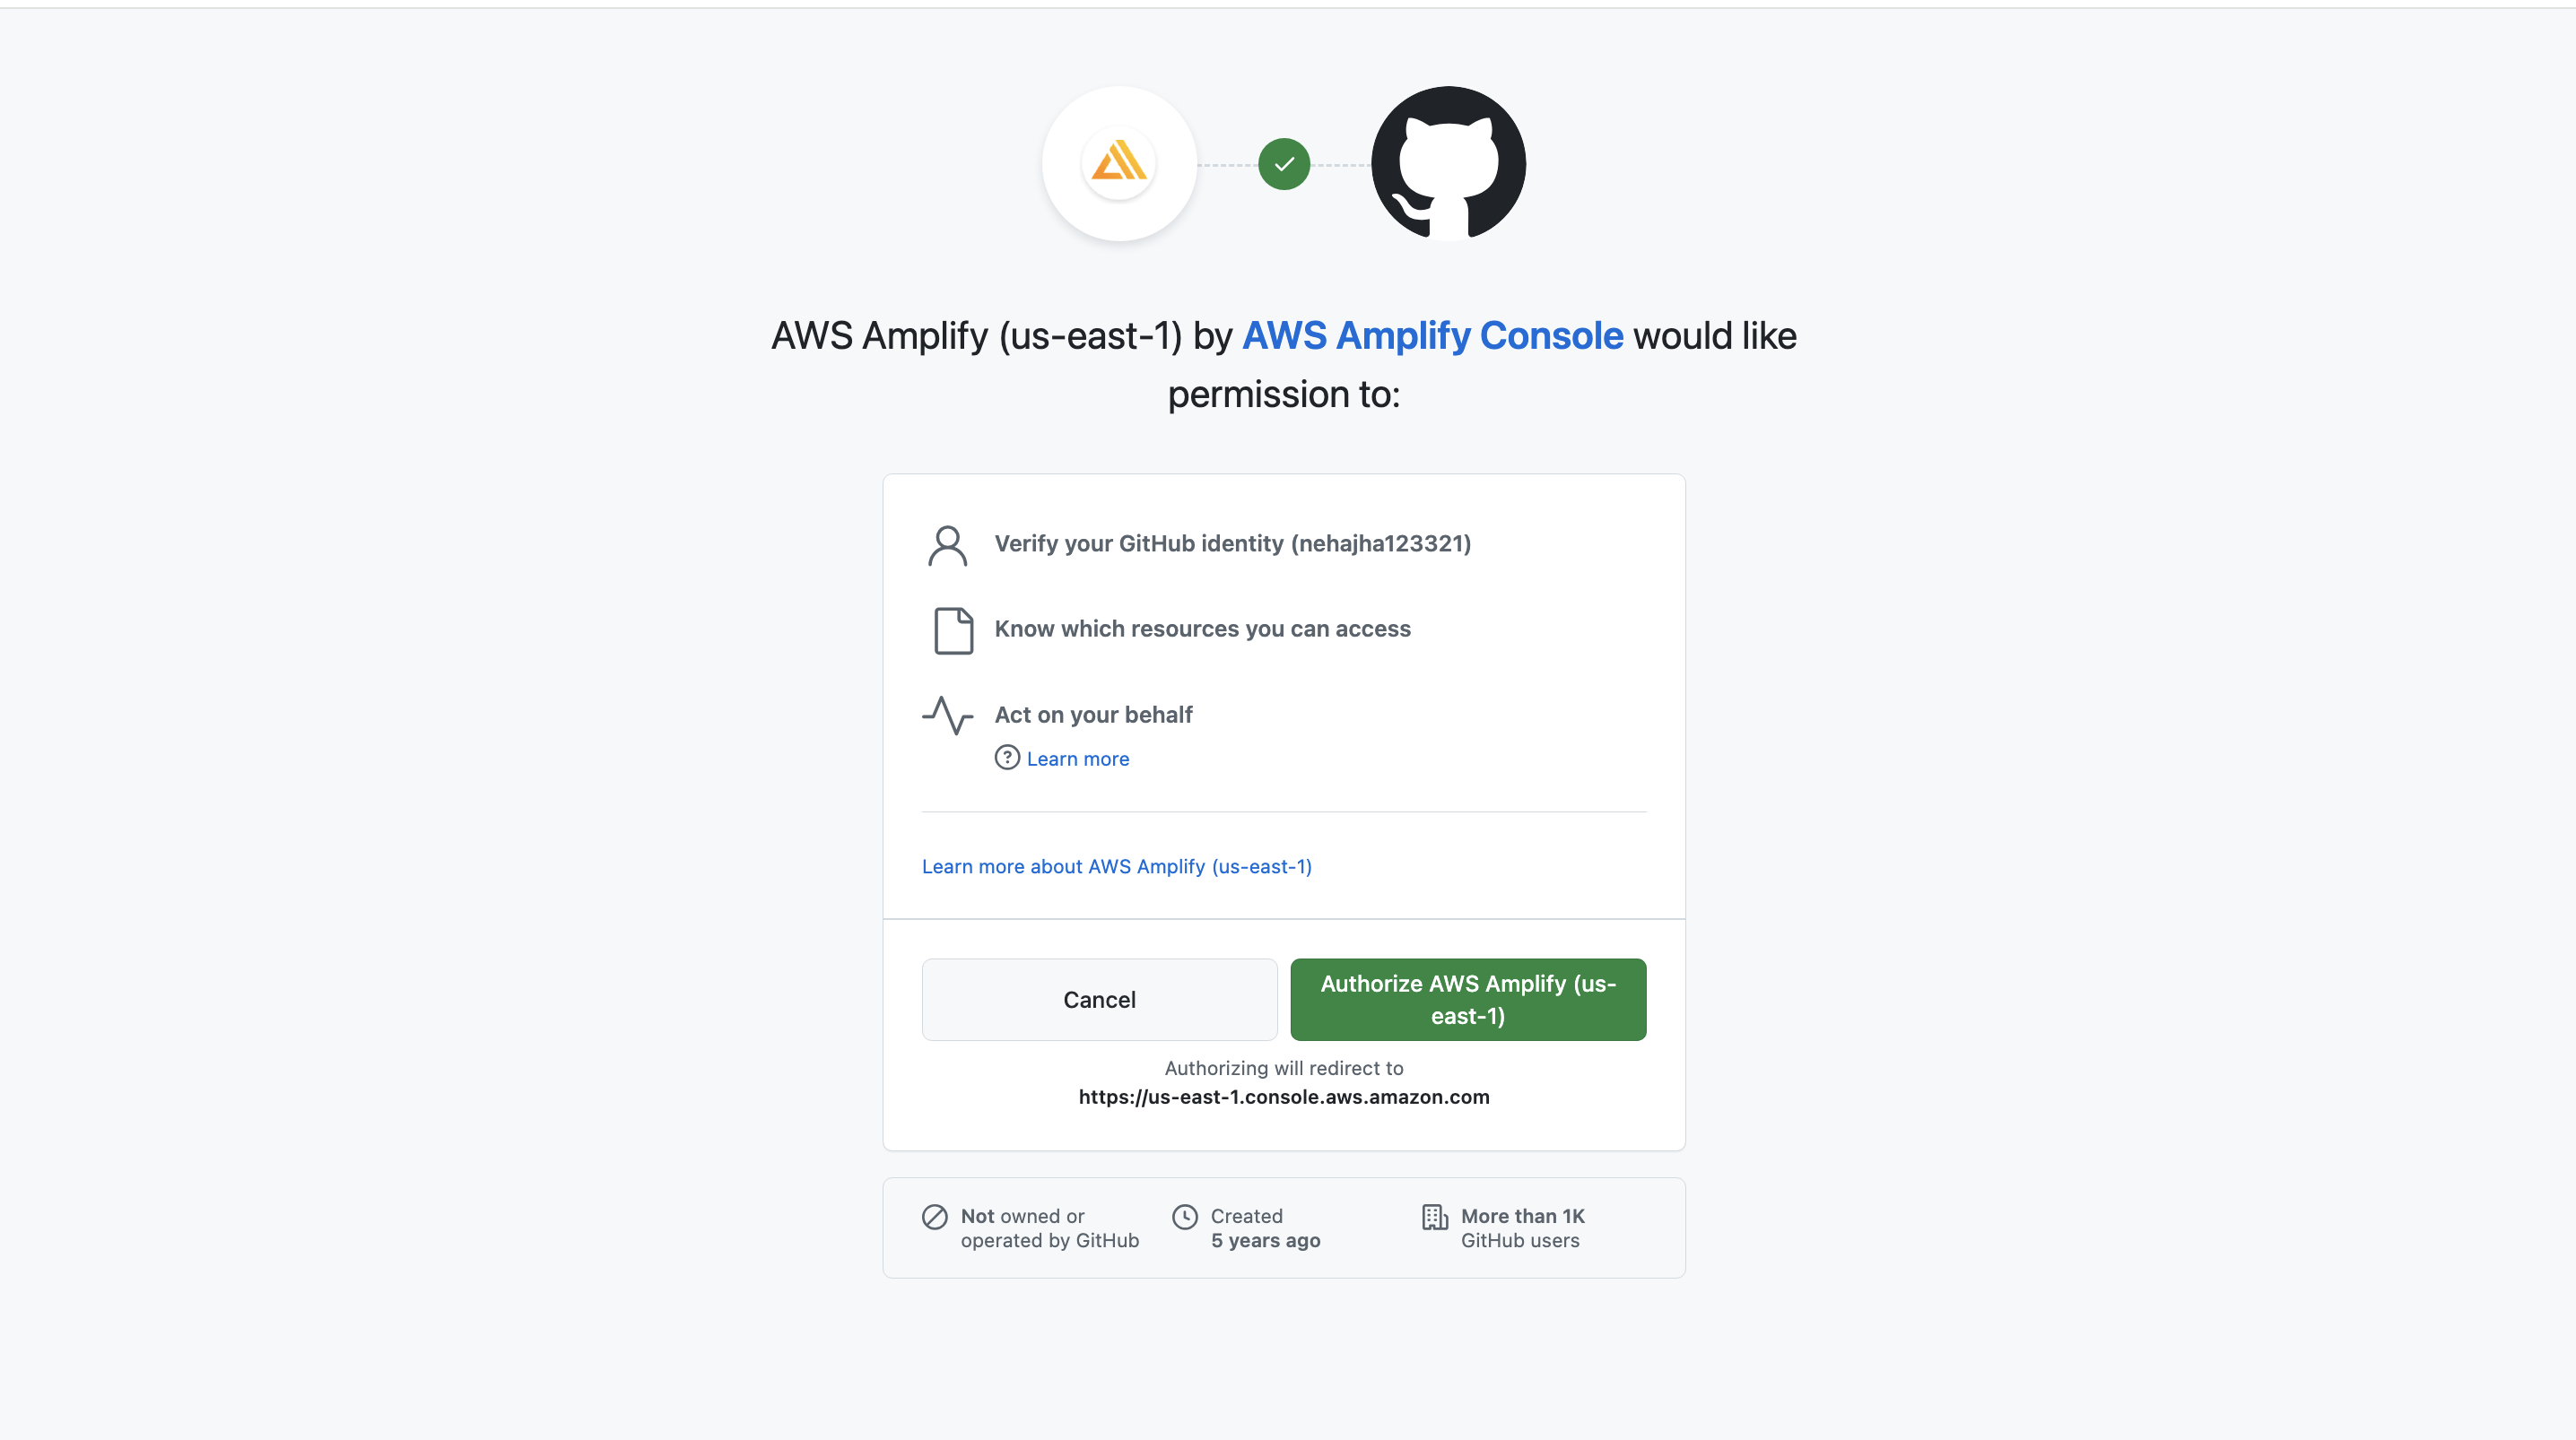 AWS Amplify (us-east-1) by AWS Amplify Console would like
permission to:
Verify your GitHub identity (nehajha123321)
Know which resources you can access
Act on your behalf
Learn more
Learn more about AWS Amplify (us-east-1)
Cancel
Authorize AWS Amplify (us-
east-1)
Authorizing will redirect to
https://us-east-1.console.aws.amazon.com
Not owned or
operated by GitHub
Created
5 years ago
More than 1K
GitHub users